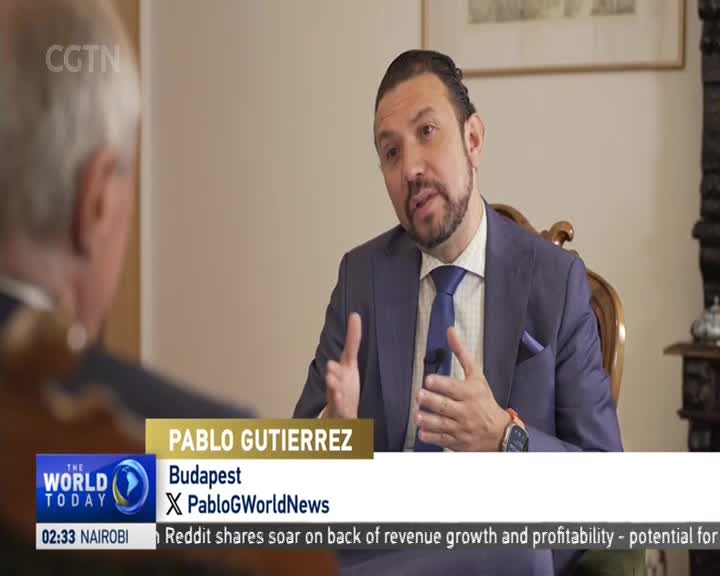 CGTN
PABLO GUTIERREZ
Budapest
X PabloGWorldNews
THE
WORLD
TODAY
02:33 NAIROBI
Reddit shares soar on back of revenue growth and profitability - potential for